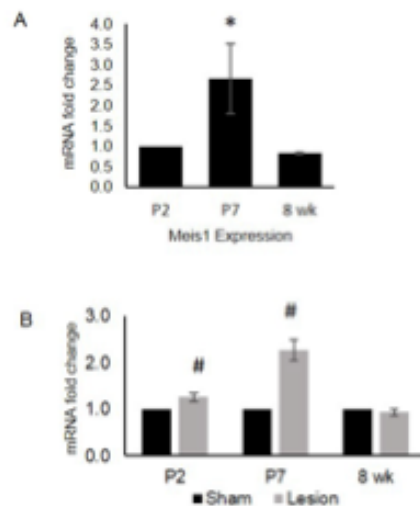 A
mRNA fold change
4.0
3.5
3.0
2.5
2.0
1.5
1.0
0.5
0.0
*
P2 P7 8 wk
Meis1 Expression
B
mRNA fold change
3.0
2.0
1.0
0.0
#
#
P2 P7 8 wk
Sham Lesion